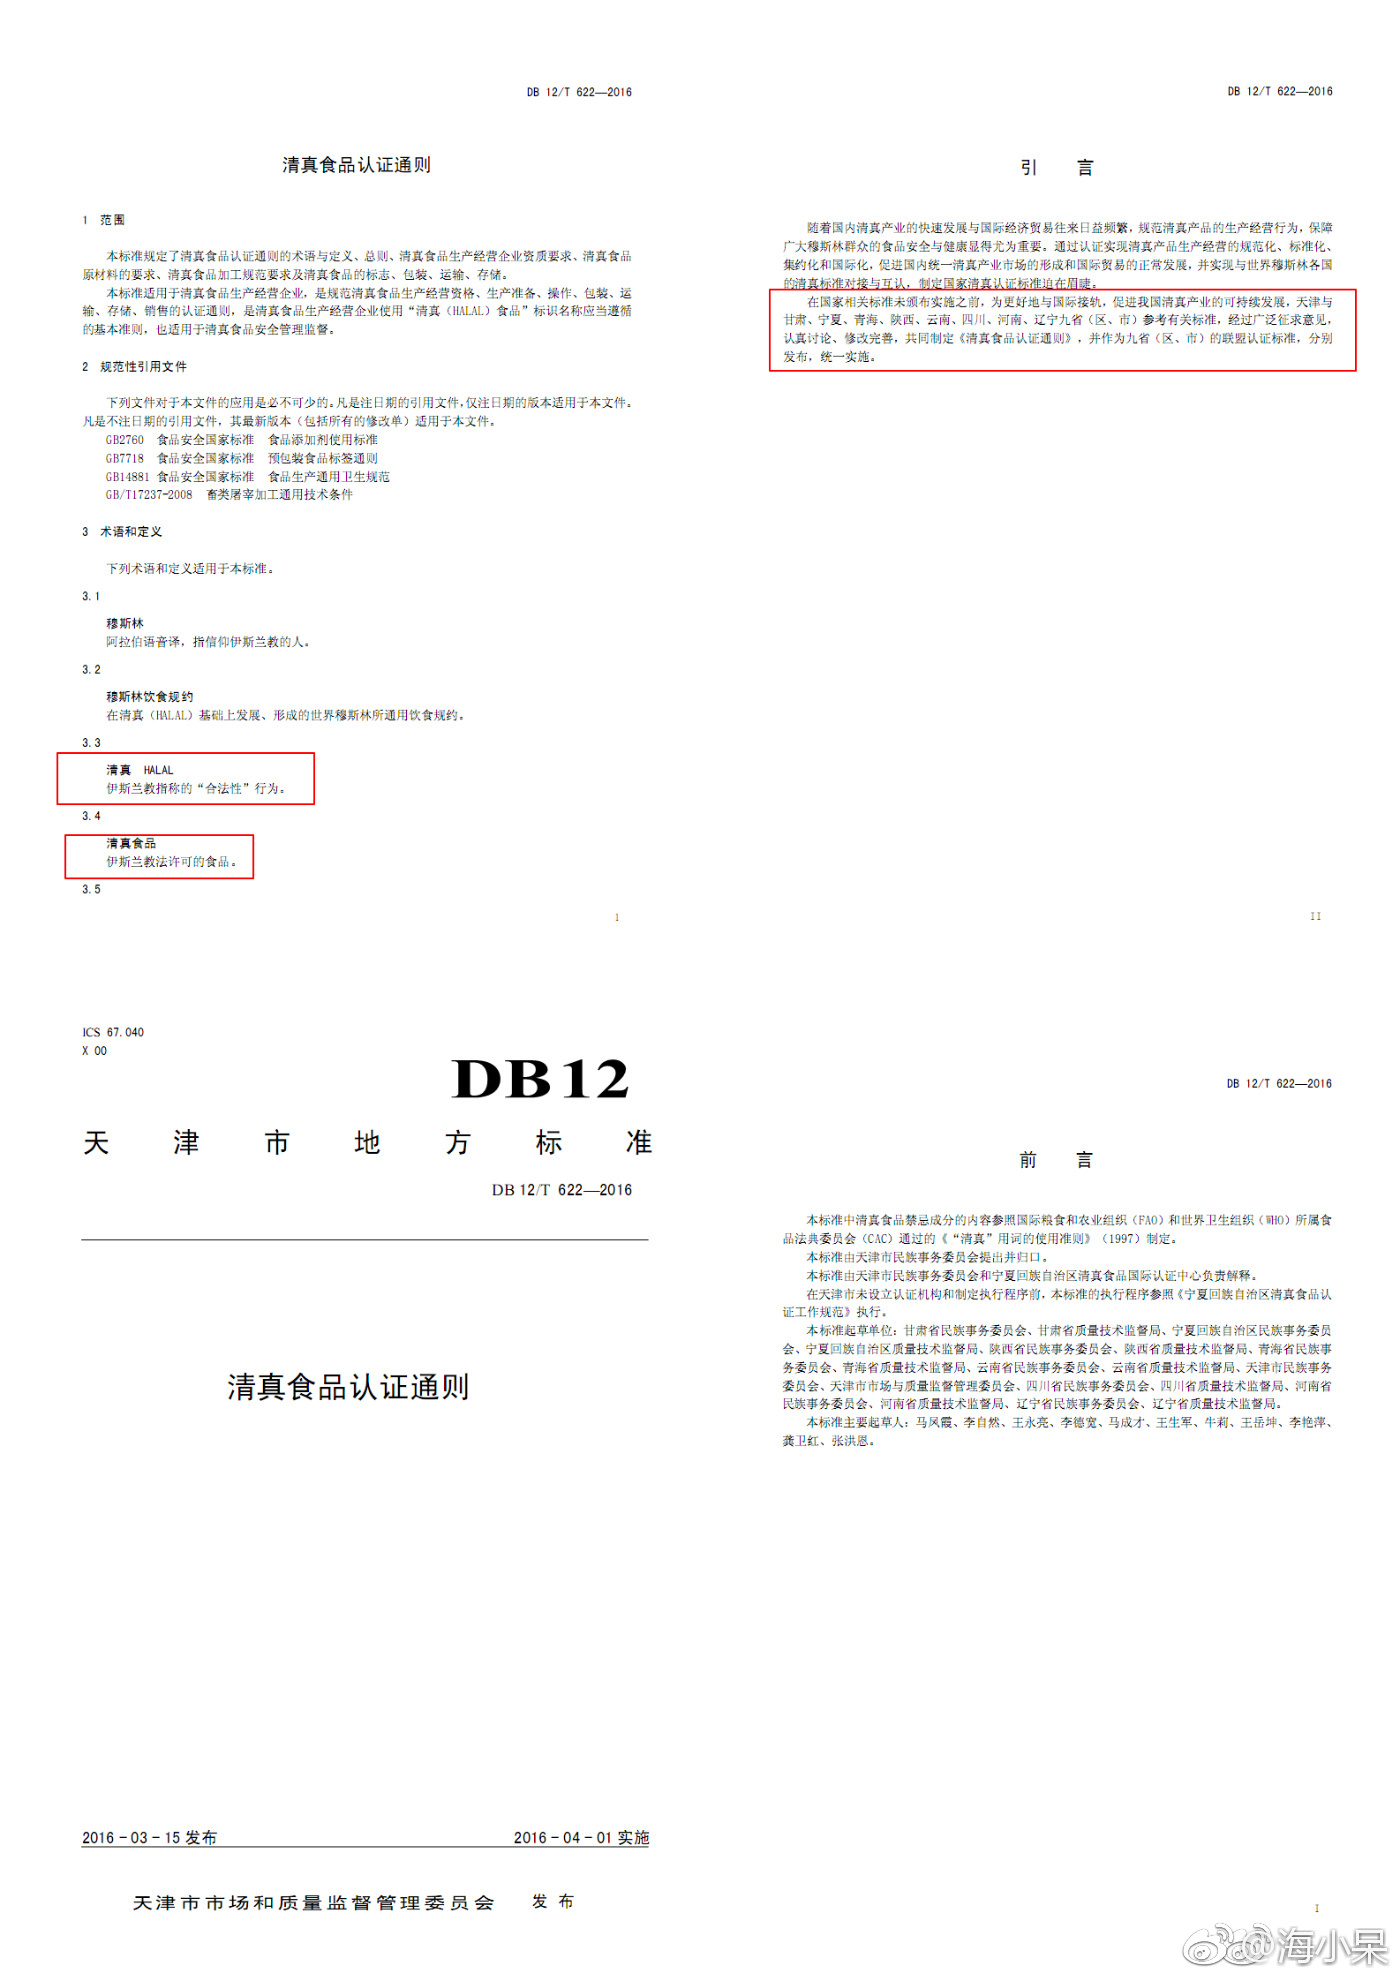 DB 12/T 622—2016
清真食品认证通则
1 范围
本标准规定了清真食品认证通则的术语与定义、总则、清真食品生产经营企业资质要求、清真食品
原材料的要求、清真食品加工规范要求及清真食品的标志、包装、运输、存储。
本标准适用于清真食品生产经营企业，是规范清真食品生产经营资格、生产准备、操作、包装、运
输、存储、销售的认证通则，是清真食品生产经营企业使用“清真（HALAL）食品”标识名称应当遵循
的基本准则，也适用于清真食品安全管理监督。
2 规范性引用文件
下列文件对于本文件的应用是必不可少的。凡是注日期的引用文件，仅注日期的版本适用于本文件。
凡是不注日期的引用文件，其最新版本（包括所有的修改单）适用于本文件。
GB2760 食品安全国家标准 食品添加剂使用标准
GB7718 食品安全国家标准 预包装食品标签通则
GB14881 食品安全国家标准 食品生产通用卫生规范
GB/T17237-2008 畜类屠宰加工通用技术条件
3 术语和定义
下列术语和定义适用于本标准。
3.1
穆斯林
阿拉伯语音译，指信仰伊斯兰教的人。
3.2
穆斯林饮食规约
在清真（HALAL）基础上发展、形成的世界穆斯林所通用饮食规约。
3.3
清真 HALAL
伊斯兰教指称的“合法性”行为。
3.4
清真食品
伊斯兰教法许可的食品。
3.5
1
DB 12/T 622—2016
引 言
随着国内清真产业的快速发展与国际经济贸易往来日益频繁，规范清真产品的生产经营行为，保障
广大穆斯林群众的食品安全与健康显得尤为重要。通过认证实现清真产品生产经营的规范化、标准化、
集约化和国际化，促进国内统一清真产业市场的形成和国际贸易的正常发展，并实现与世界穆斯林各国
的清真标准对接与互认，制定国家清真认证标准迫在眉睫。
在国家相关标准未颁布实施之前，为更好地与国际接轨，促进我国清真产业的可持续发展，天津与
甘肃、宁夏、青海、陕西、云南、四川、河南、辽宁九省（区、市）参考有关标准，经过广泛征求意见，
认真讨论、修改完善，共同制定《清真食品认证通则》，并作为九省（区、市）的联盟认证标准，分别
发布，统一实施。
II
ICS 67.040
X 00
DB12
天津市地方标准
DB 12/T 622—2016
清真食品认证通则
2016-03-15 发布
2016-04-01 实施
天津市市场和质量监督管理委员会 发 布
DB 12/T 622—2016
前 言
本标准中清真食品禁忌成分的内容参照国际粮食和农业组织（FAO）和世界卫生组织（WHO）所属食
品法典委员会（CAC）通过的《“清真”用词的使用准则》（1997）制定。
本标准由天津市民族事务委员会提出并归口。
本标准由天津市民族事务委员会和宁夏回族自治区清真食品国际认证中心负责解释。
在天津市未设立认证机构和制定执行程序前，本标准的执行程序参照《宁夏回族自治区清真食品认
证工作规范》执行。
本标准起草单位：甘肃省民族事务委员会、甘肃省质量技术监督局、宁夏回族自治区民族事务委员
会、宁夏回族自治区质量技术监督局、陕西省民族事务委员会、陕西省质量技术监督局、青海省民族事
务委员会、青海省质量技术监督局、云南省民族事务委员会、云南省质量技术监督局、天津市民族事务
委员会、天津市市场与质量监督管理委员会、四川省民族事务委员会、四川省质量技术监督局、河南省
民族事务委员会、河南省质量技术监督局、辽宁省民族事务委员会、辽宁省质量技术监督局。
本标准主要起草人：马凤霞、李自然、王永亮、李德宽、马成才、王生军、牛莉、王岳坤、李艳萍、
龚卫红、张洪恩。
I
@海小呆